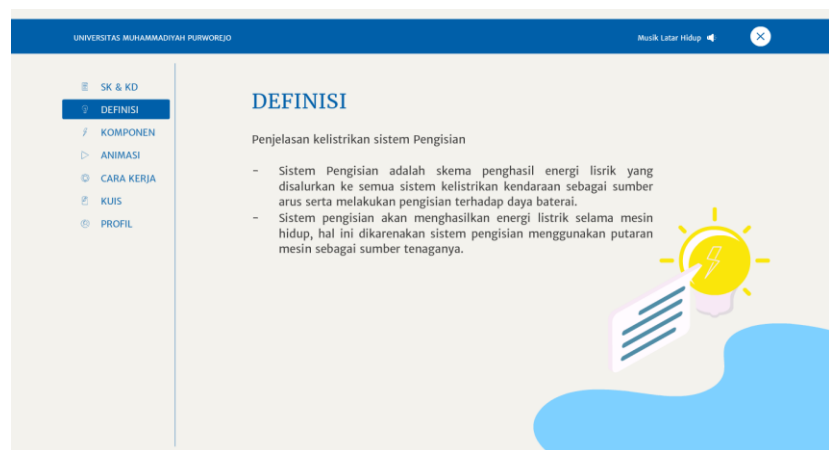 UNIVERSITAS MUHAMMADIYAH PURWOREJO
Musik Latar Hidup
SK & KD
DEFINISI
KOMPONEN
ANIMASI
CARA KERJA
KUIS
PROFIL
DEFINISI
Penjelasan kelistrikan sistem Pengisian
- Sistem Pengisian adalah skema penghasil energi lisrik yang
disalurkan ke semua sistem kelistrikan kendaraan sebagai sumber
arus serta melakukan pengisian terhadap daya baterai.
- Sistem pengisian akan menghasilkan energi listrik selama mesin
hidup, hal ini dikarenakan sistem pengisian menggunakan putaran
mesin sebagai sumber tenaganya.